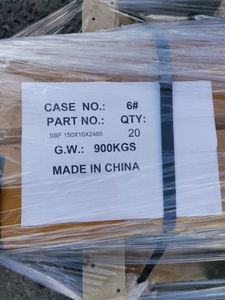 CASE NO.: 6#
PART NO.: QTY:
SBF 150X16X2460 20
G.W.: 900KGS
MADE IN CHINA